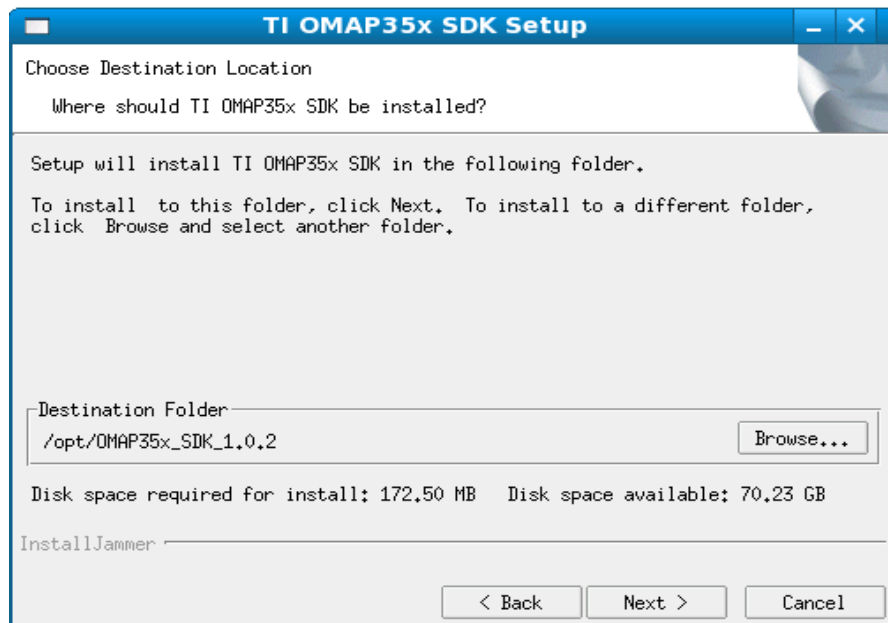 TI OMAP35x SDK Setup
Choose Destination Location
Where should TI OMAP35x SDK be installed?
Setup will install TI OMAP35x SDK in the following folder.
To install  to this folder, click Next.  To install to a different folder,
click  Browse and select another folder.
Destination Folder
/opt/OMAP35x_SDK_1.0.2
Browse...
Disk space required for install: 172.50 MB   Disk space available: 70.23 GB
InstallJammer
< Back   Next >   Cancel